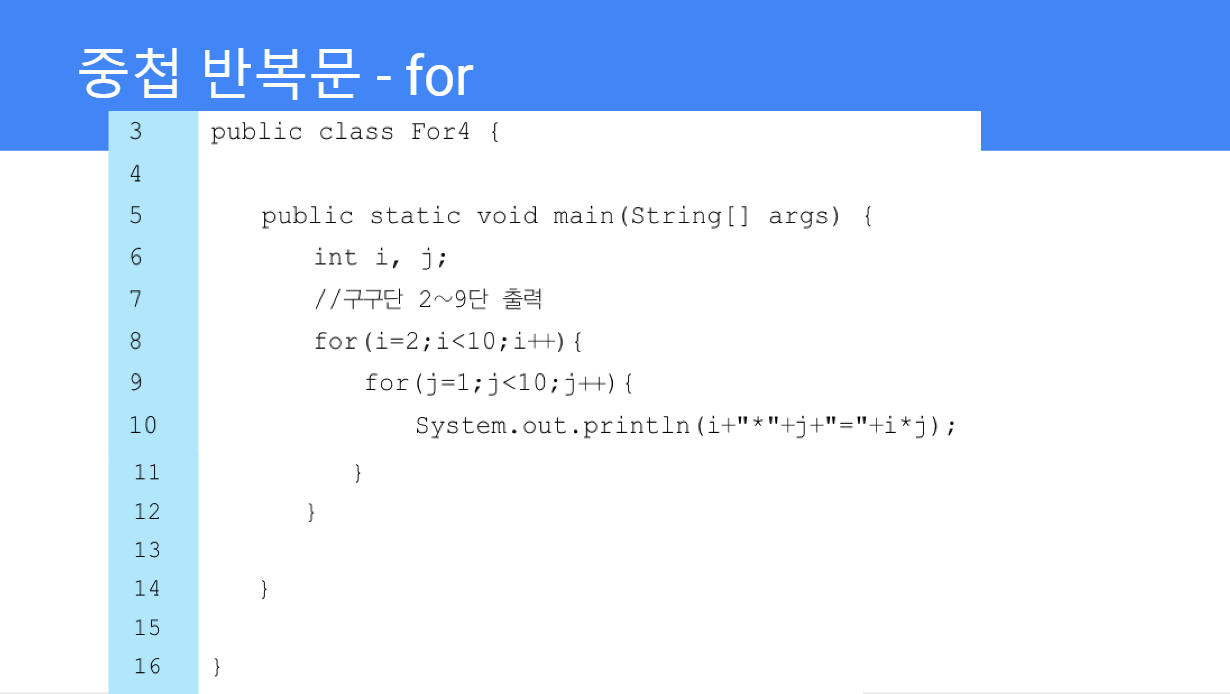 중첩 반복문 - for
3 public class For4 {
4
5 public static void main(String[] args) {
6 int i, j;
7 //구구단 2~9단 출력
8 for(i=2;i<10;i++){
9 for(j=1;j<10;j++){
10 System.out.println(i+"*"+j+"="+i*j);
11 }
12 }
13
14 }
15
16 }